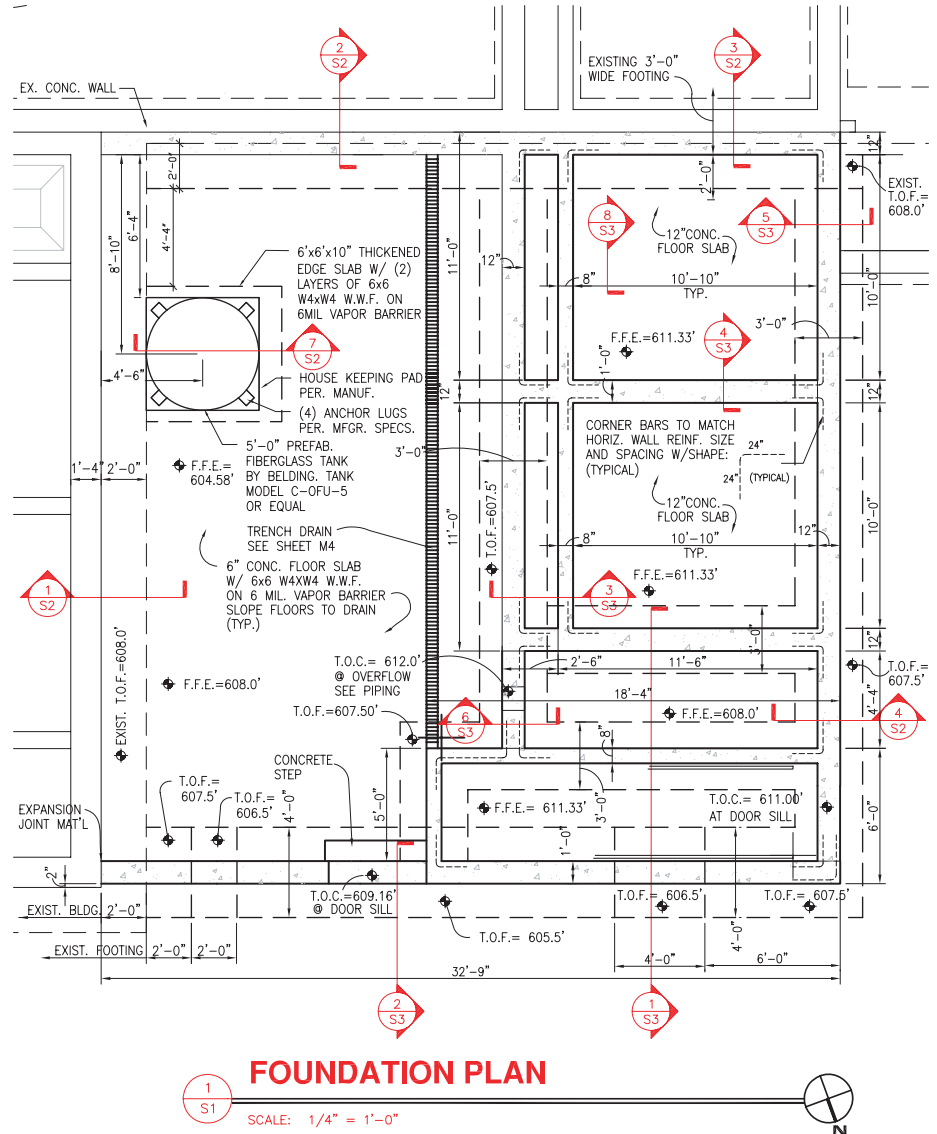 2
S2
3
S2
EXISTING 3'-0"
WIDE FOOTING
EX. CONC. WALL
2'-0"
12"
2'-0"
EXIST.
T.O.F.=
608.0'
6'-4"
8'-10"
4'-4"
11'-0"
8
S3
5
S3
12"CONC.
FLOOR SLAB
6'x6'x10" THICKENED
EDGE SLAB W/ (2)
LAYERS OF 6x6
W4xW4 W.W.F. ON
6MIL VAPOR BARRIER
12"
8"
10'-10"
TYP.
10'-0"
3'-0"
F.F.E.=611.33'
4
S3
7
S2
4'-6"
1'-0"
12"
12"
HOUSE KEEPING PAD
PER. MANUF.
(4) ANCHOR LUGS
PER. MFGR. SPECS.
5'-0" PREFAB.
FIBERGLASS TANK
BY BELDING. TANK
MODEL C-OFU-5
OR EQUAL
3'-0"
CORNER BARS TO MATCH
HORIZ. WALL REINF. SIZE
AND SPACING W/SHAPE:
(TYPICAL)
24"
24"
(TYPICAL)
1'-4"
2'-0"
F.F.E.=
604.58'
T.O.F.=607.5'
12"CONC.
FLOOR SLAB
10'-0"
11'-0"
TRENCH DRAIN
SEE SHEET M4
8"
10'-10"
TYP.
12"
6" CONC. FLOOR SLAB
W/ 6x6 W4XW4 W.W.F.
ON 6 MIL. VAPOR BARRIER
SLOPE FLOORS TO DRAIN
(TYP.)
F.F.E.=611.33'
1
S2
3
S3
12"
3'-0"
T.O.C.= 612.0'
@ OVERFLOW
SEE PIPING
2'-6"
11'-6"
T.O.F.=
607.5'
4'-4"
EXIST. T.O.F.=608.0'
F.F.E.=608.0'
18'-4"
T.O.F.=607.50'
6
S3
F.F.E.=608.0'
4
S2
8"
CONCRETE
STEP
T.O.F.=
607.5'
T.O.F.=
606.5'
4'-0"
5'-0"
F.F.E.= 611.33'
3'-0"
T.O.C.= 611.00'
AT DOOR SILL
6'-0"
EXPANSION
JOINT MAT'L
1'-0"
2"
T.O.C=609.16'
@ DOOR SILL
T.O.F.= 606.5'
T.O.F.= 607.5'
EXIST. BLDG.
2'-0"
T.O.F.= 605.5'
4'-0"
EXIST. FOOTING
2'-0"
2'-0"
4'-0"
6'-0"
32'-9"
2
S3
1
S3
FOUNDATION PLAN
1
S1
SCALE: 1/4" = 1'-0"
N